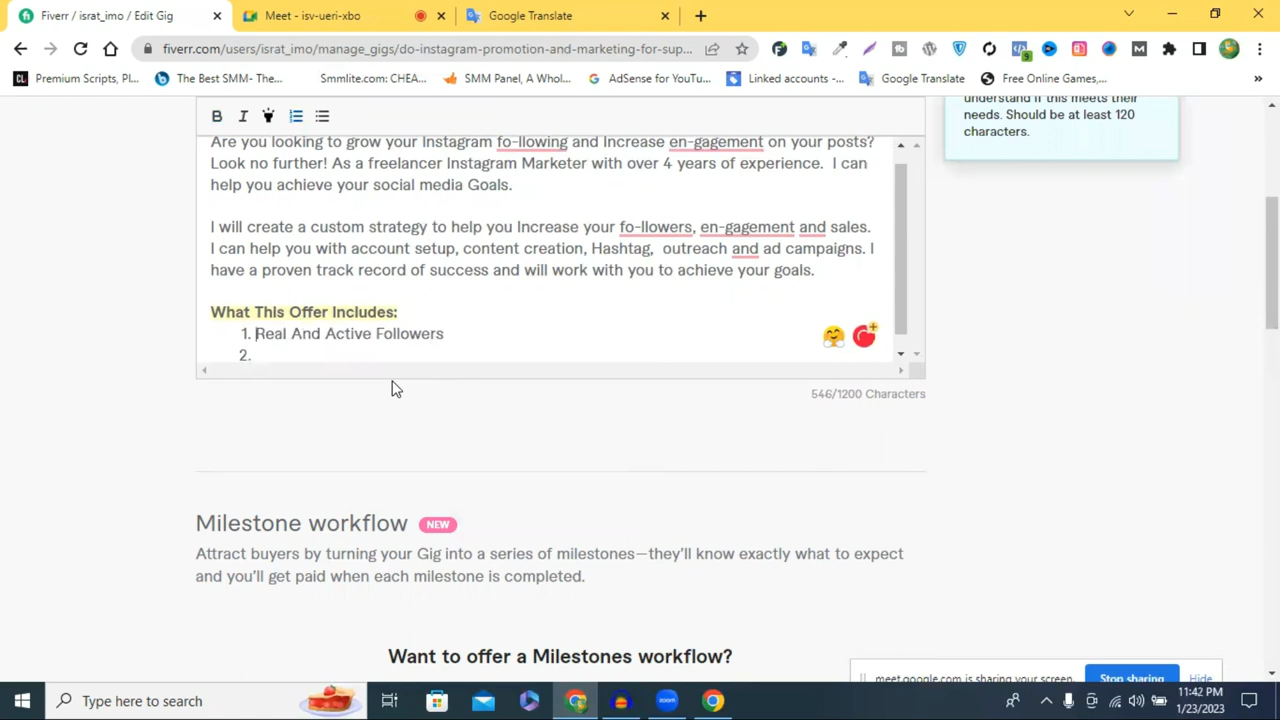 Fiverr / israt_imo / Edit Gig
Meet - isv-ueri-xbo
Google Translate
fiverr.com/users/israt_imo/manage_gigs/do-instagram-promotion-and-marketing-for-sup...
Premium Scripts, Pl...
The Best SMM- The...
Smmlite.com: CHEA...
SMM Panel, A Whol...
AdSense for YouTu...
Linked accounts -...
Google Translate
Free Online Games,...
understand if this meets their
needs. Should be at least 120
characters.
Are you looking to grow your Instagram fo-llowing and Increase en-gagement on your posts?
Look no further! As a freelancer Instagram Marketer with over 4 years of experience.  I can
help you achieve your social media Goals.
I will create a custom strategy to help you Increase your fo-llowers, en-gagement and sales.
I can help you with account setup, content creation, Hashtag,  outreach and ad campaigns. I
have a proven track record of success and will work with you to achieve your goals.
What This Offer Includes:
1. Real And Active Followers
2.
546/1200 Characters
Milestone workflow NEW
Attract buyers by turning your Gig into a series of milestones—they'll know exactly what to expect
and you'll get paid when each milestone is completed.
Want to offer a Milestones workflow?
meet.google.com is sharing your screen. Stop sharing Hide
Type here to search
zoom
11:42 PM
1/23/2023